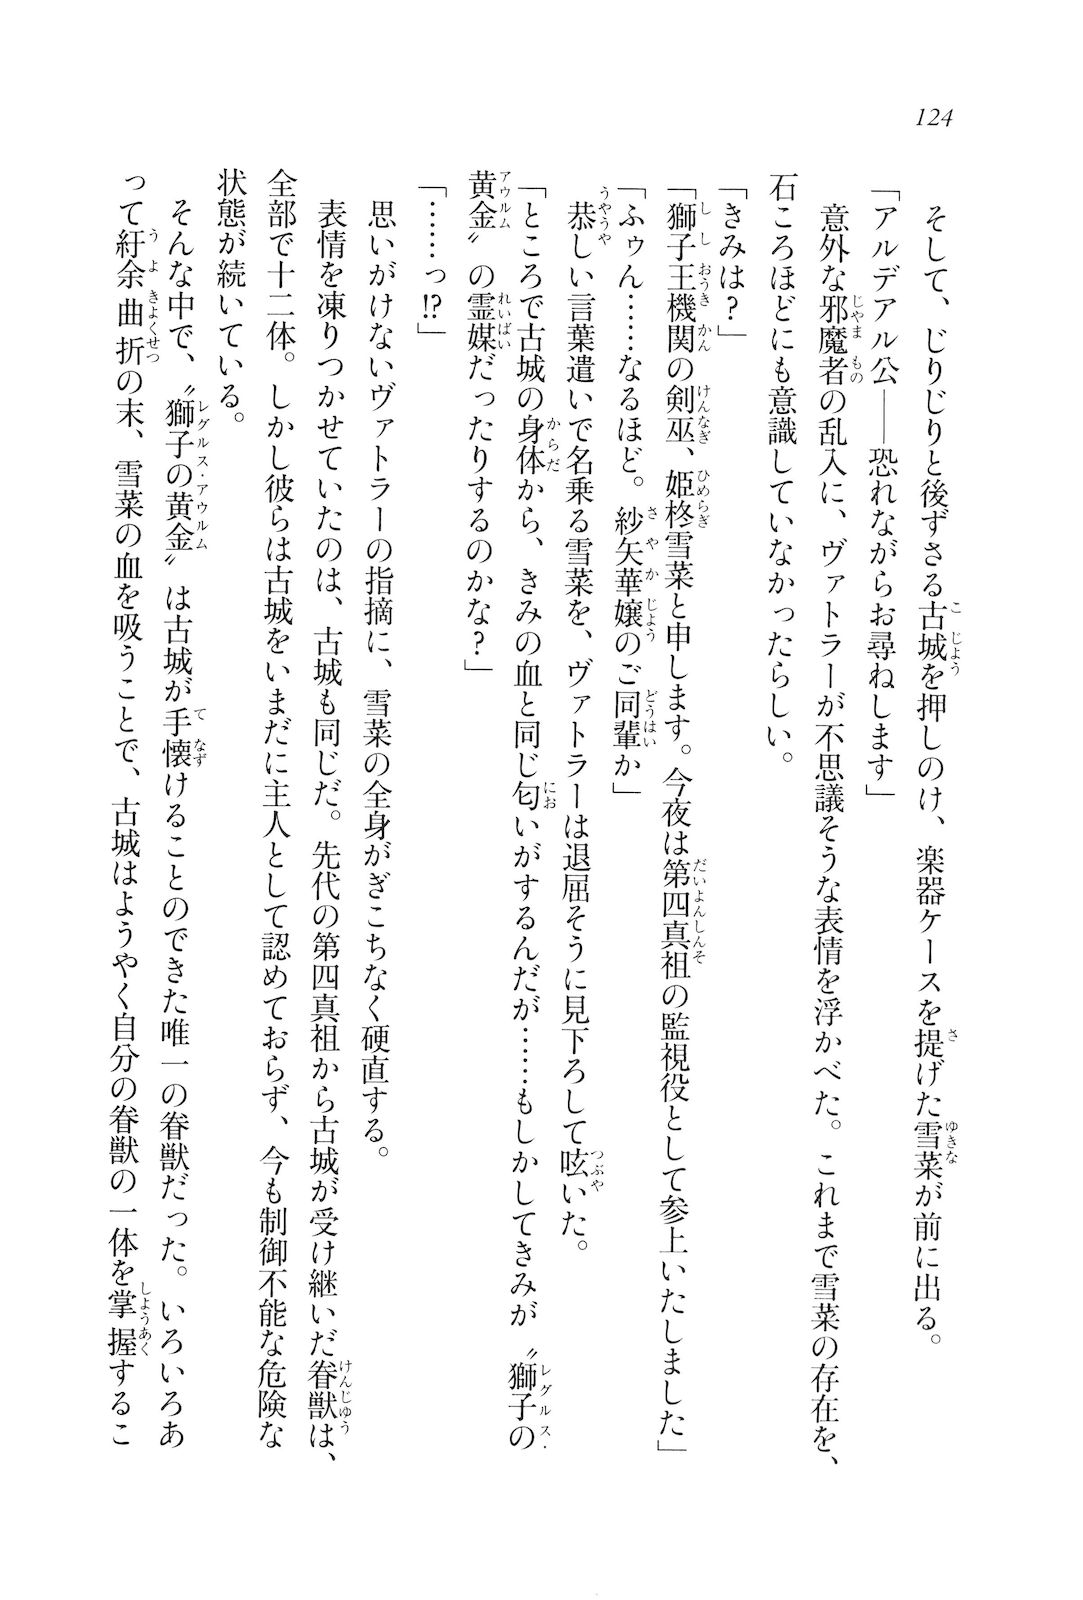 124
そして、じりじりと後ずさる古城を押しのけ、楽器ケースを提げた雪菜が前に出る。
「アルデアル公――恐れながらお尋ねします」
意外な邪魔者の乱入に、ヴァトラーが不思議そうな表情を浮かべた。これまで雪菜の存在を、
石ころほどにも意識していなかったらしい。
「きみは？」
「獅子王機関の剣巫、姫柊雪菜と申します。今夜は第四真祖の監視役として参上いたしました」
「ふゥん……なるほど。紗矢華嬢のご同輩か」
恭しい言葉遣いで名乗る雪菜を、ヴァトラーは退屈そうに見下ろして呟いた。
「ところで古城の身体から、きみの血と同じ匂いがするんだが……もしかしてきみが〝獅子の
黄金〟の霊媒だったりするのかな？」
「……っ!?」
思いがけないヴァトラーの指摘に、雪菜の全身がぎこちなく硬直する。
表情を凍りつかせていたのは、古城も同じだ。先代の第四真祖から古城が受け継いだ眷獣は、
全部で十二体。しかし彼らは古城をいまだに主人として認めておらず、今も制御不能な危険な
状態が続いている。
そんな中で、〝獅子の黄金〟は古城が手懐けることのできた唯一の眷獣だった。いろいろあ
って紆余曲折の末、雪菜の血を吸うことで、古城はようやく自分の眷獣の一体を掌握するこ